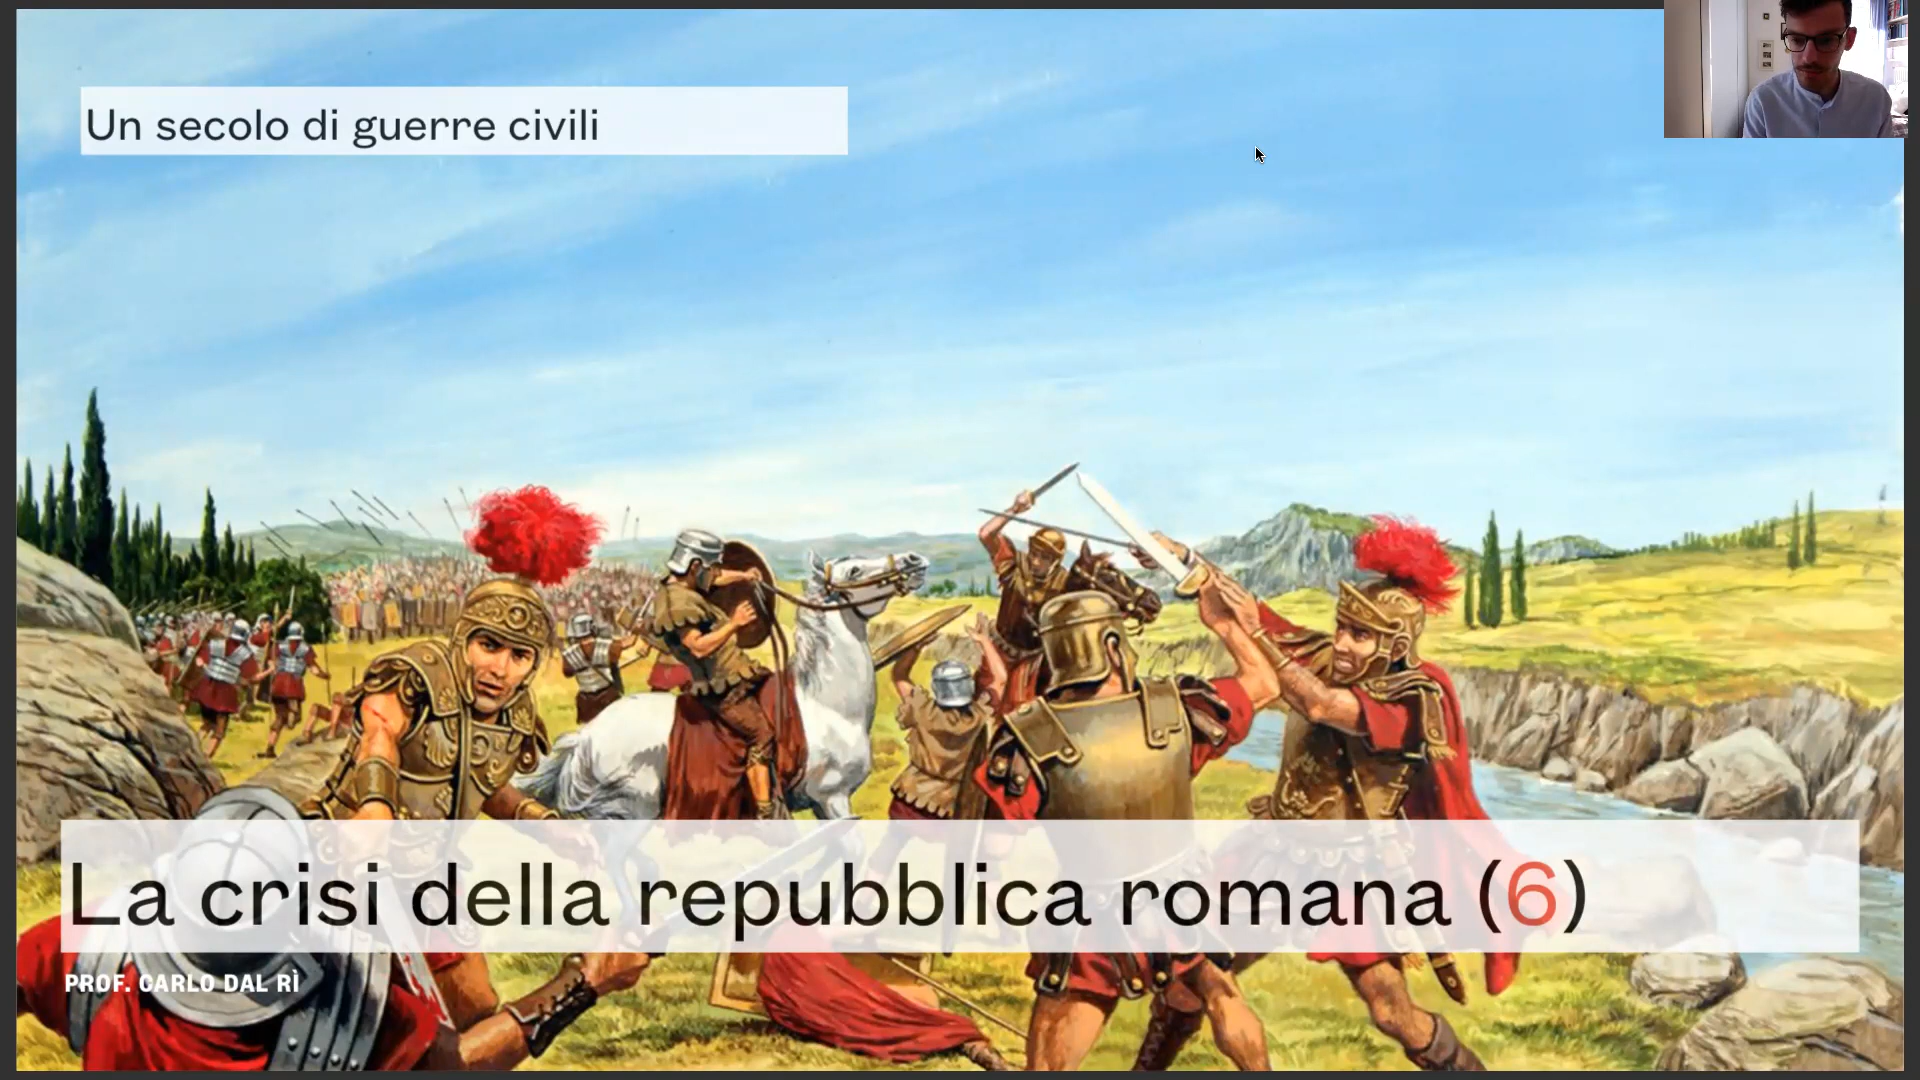 Un secolo di guerre civili
La crisi della repubblica romana (6)
PROF. CARLO DAL RÌ